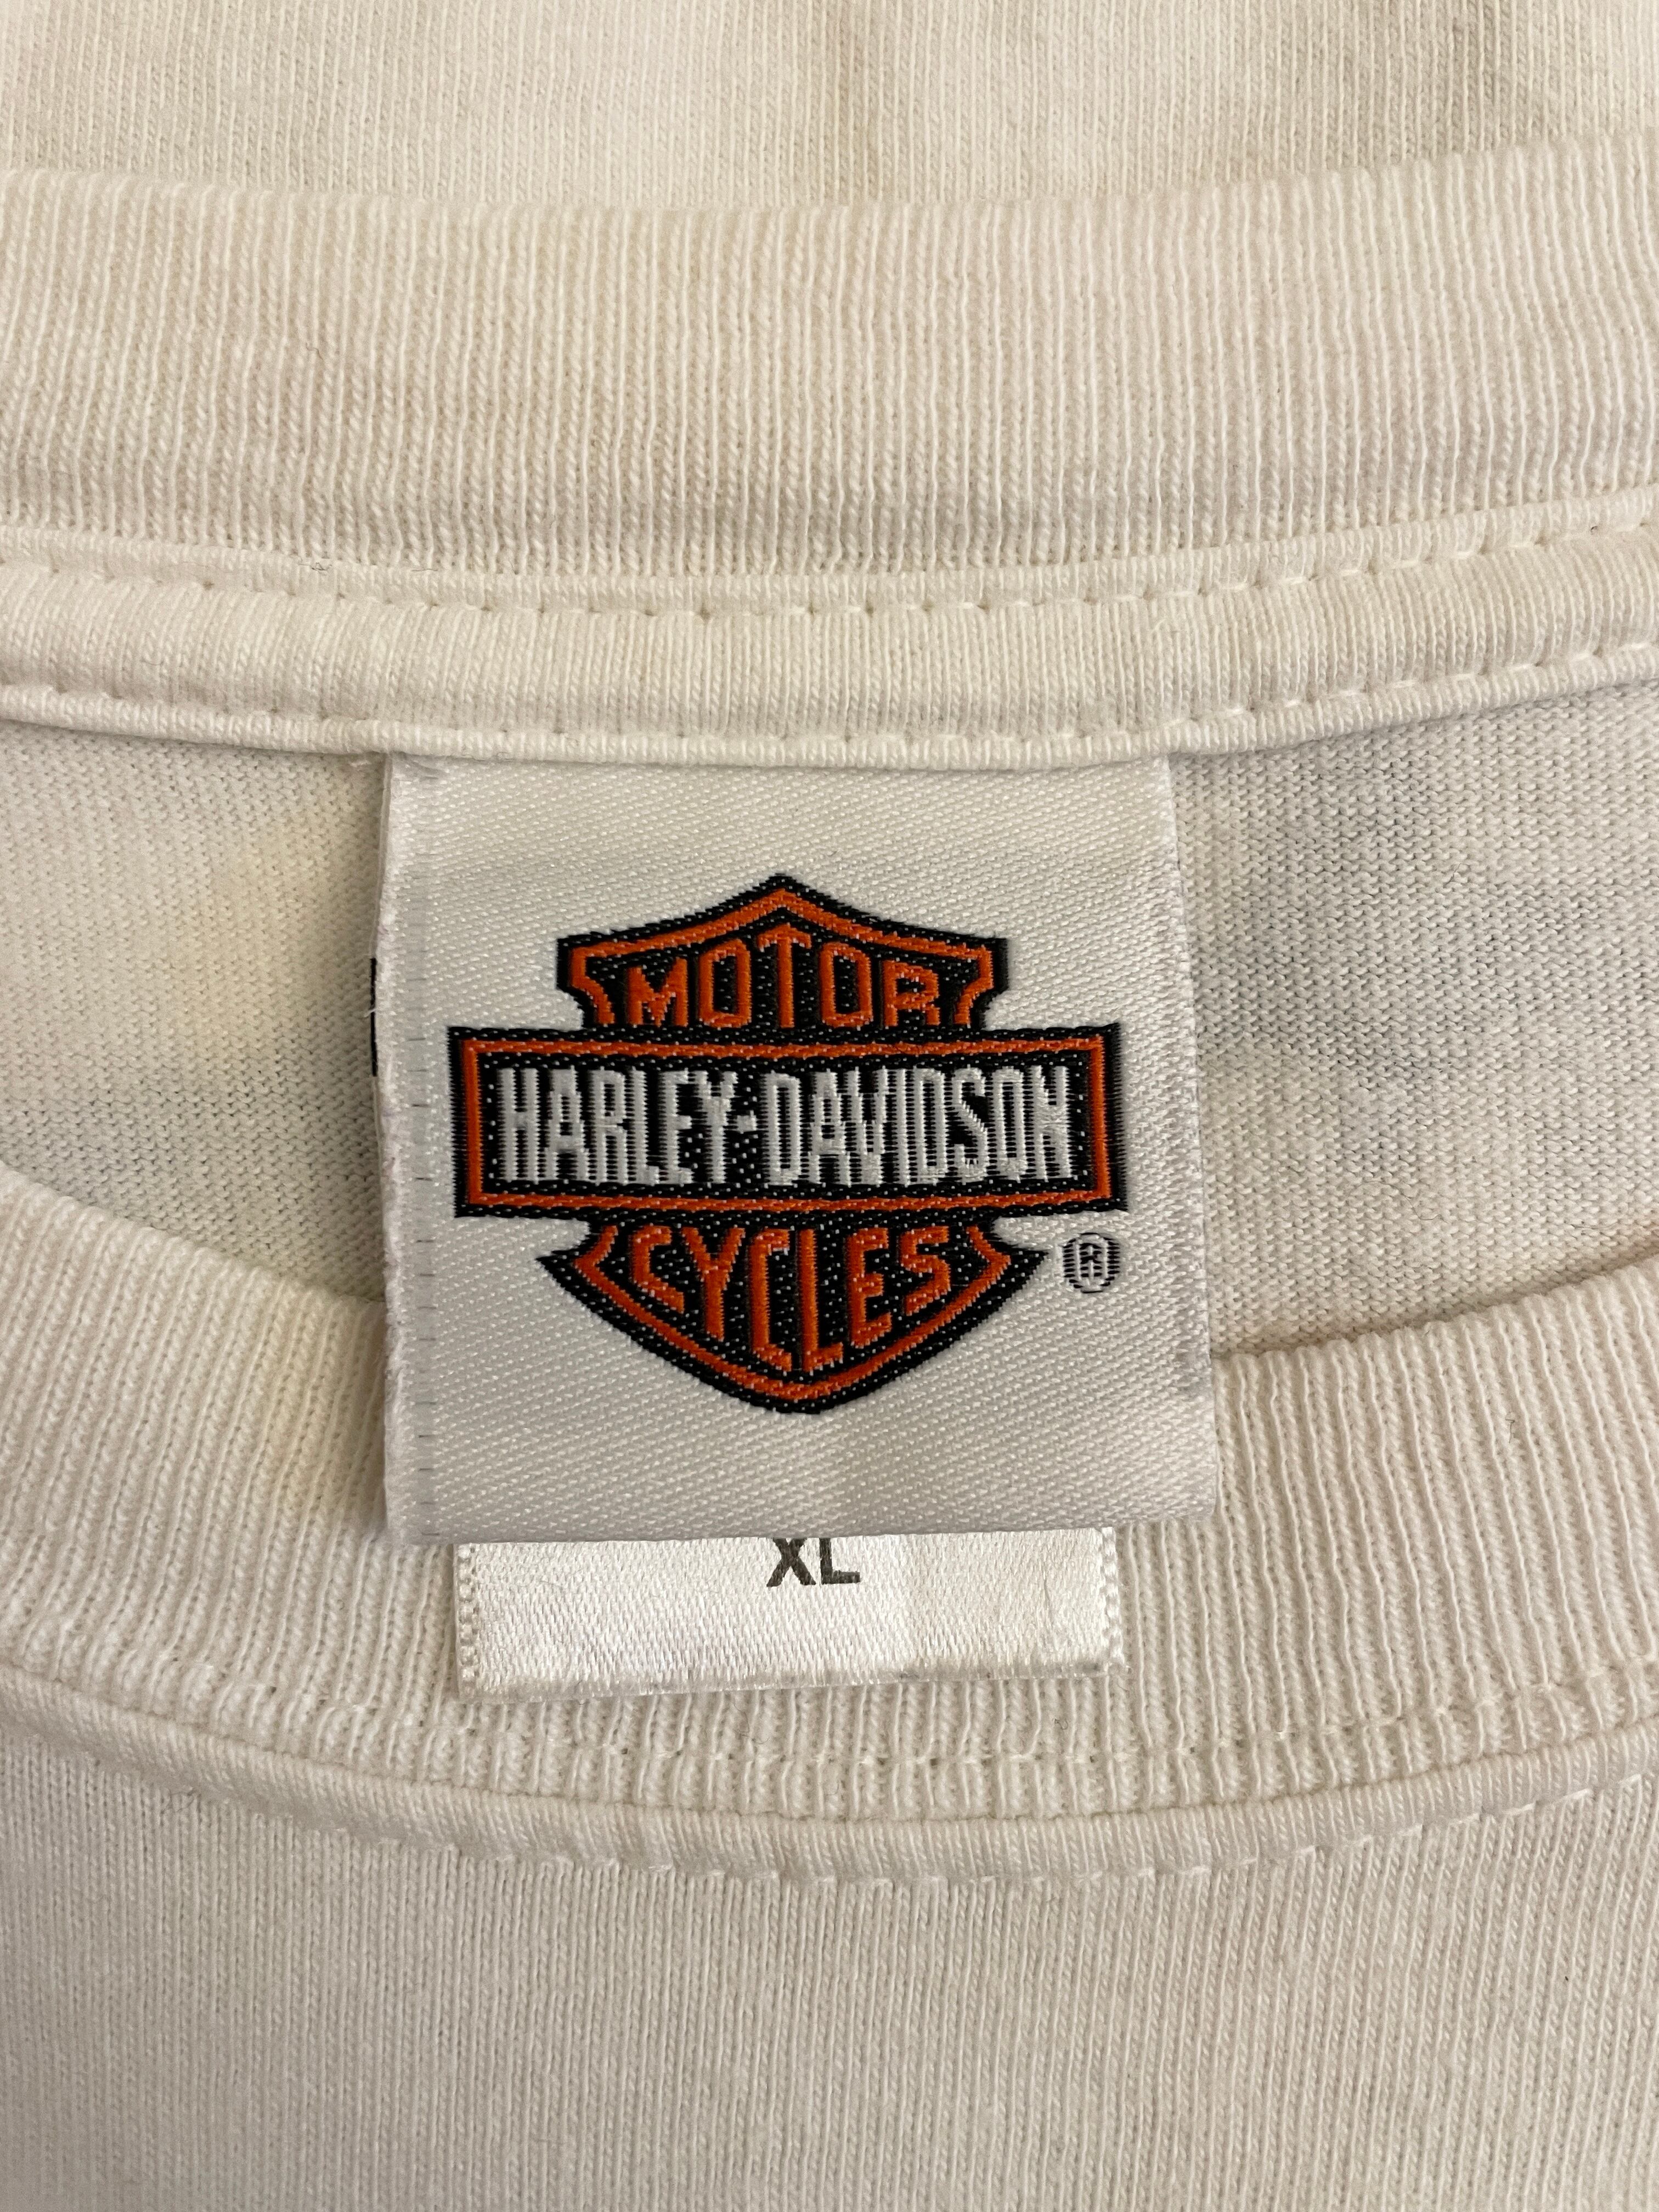 MOTOR
HARLEY-DAVIDSON
CYCLES
®
XL